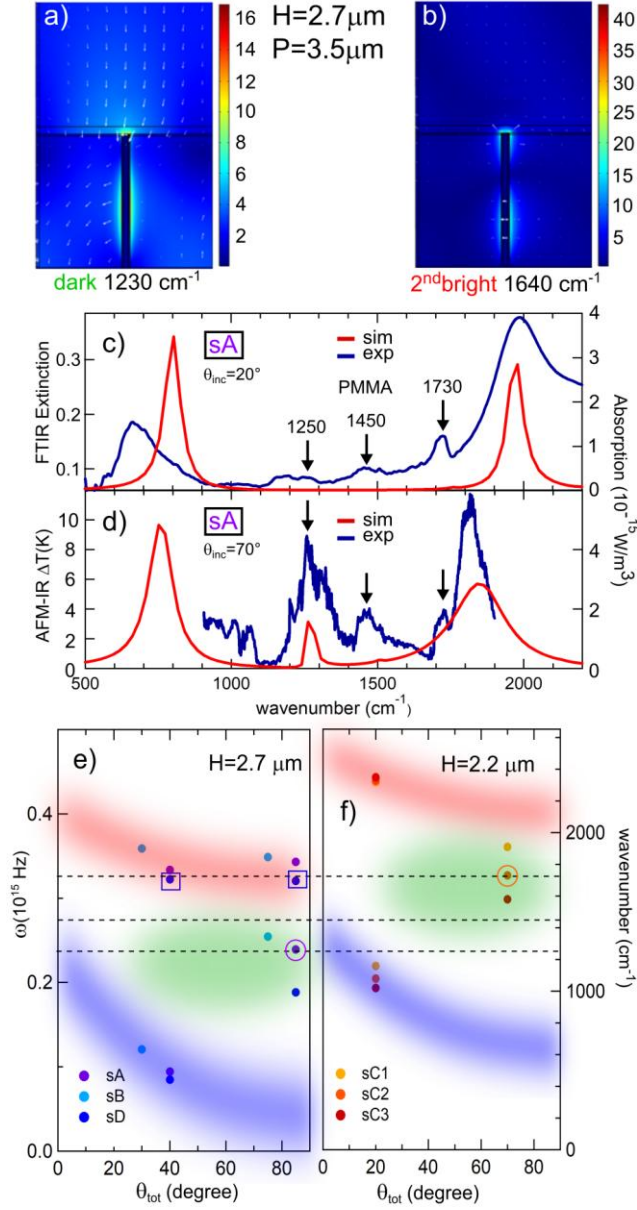 a)
16
14
12
10
8
6
4
2
H=2.7μm
P=3.5μm
b)
40
35
30
25
20
15
10
5
dark 1230 cm-1
2ndbright 1640 cm-1
c)
sA
θinc=20°
sim
exp
PMMA
1250
1450
1730
FTIR Extinction
0.3
0.2
0.1
4
3
2
1
0
Absorption (10-15 W/m3)
d)
sA
θinc=70°
sim
exp
AFM-IR ΔT(K)
10
8
6
4
2
0
4
2
0
500
1000
1500
2000
wavenumber (cm-1)
e)
H=2.7 μm
ω(1015 Hz)
0.4
0.2
0.0
sA
sB
sD
0
20
40
60
80
θtot (degree)
H=2.2 μm
f)
sC1
sC2
sC3
0
20
40
60
80
θtot (degree)
2000
1000
0
wavenumber (cm-1)